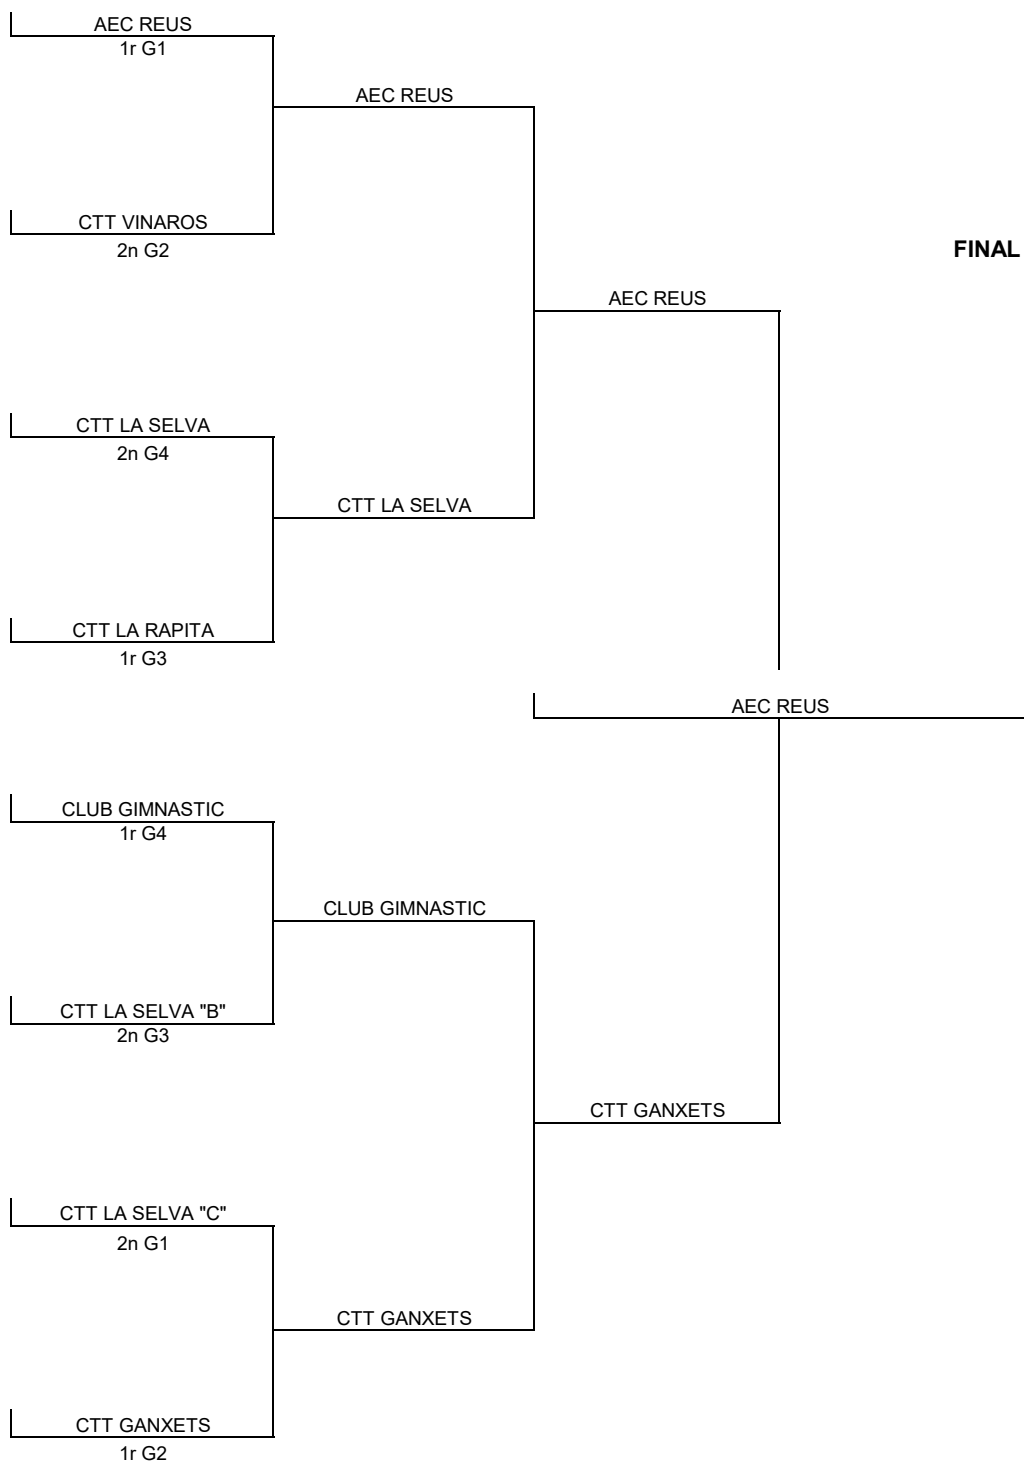 AEC REUS
1r G1
AEC REUS
CTT VINAROS
2n G2
FINAL
AEC REUS
CTT LA SELVA
2n G4
CTT LA SELVA
CTT LA RAPITA
1r G3
AEC REUS
CLUB GIMNASTIC
1r G4
CLUB GIMNASTIC
CTT LA SELVA "B"
2n G3
CTT GANXETS
CTT LA SELVA "C"
2n G1
CTT GANXETS
CTT GANXETS
1r G2